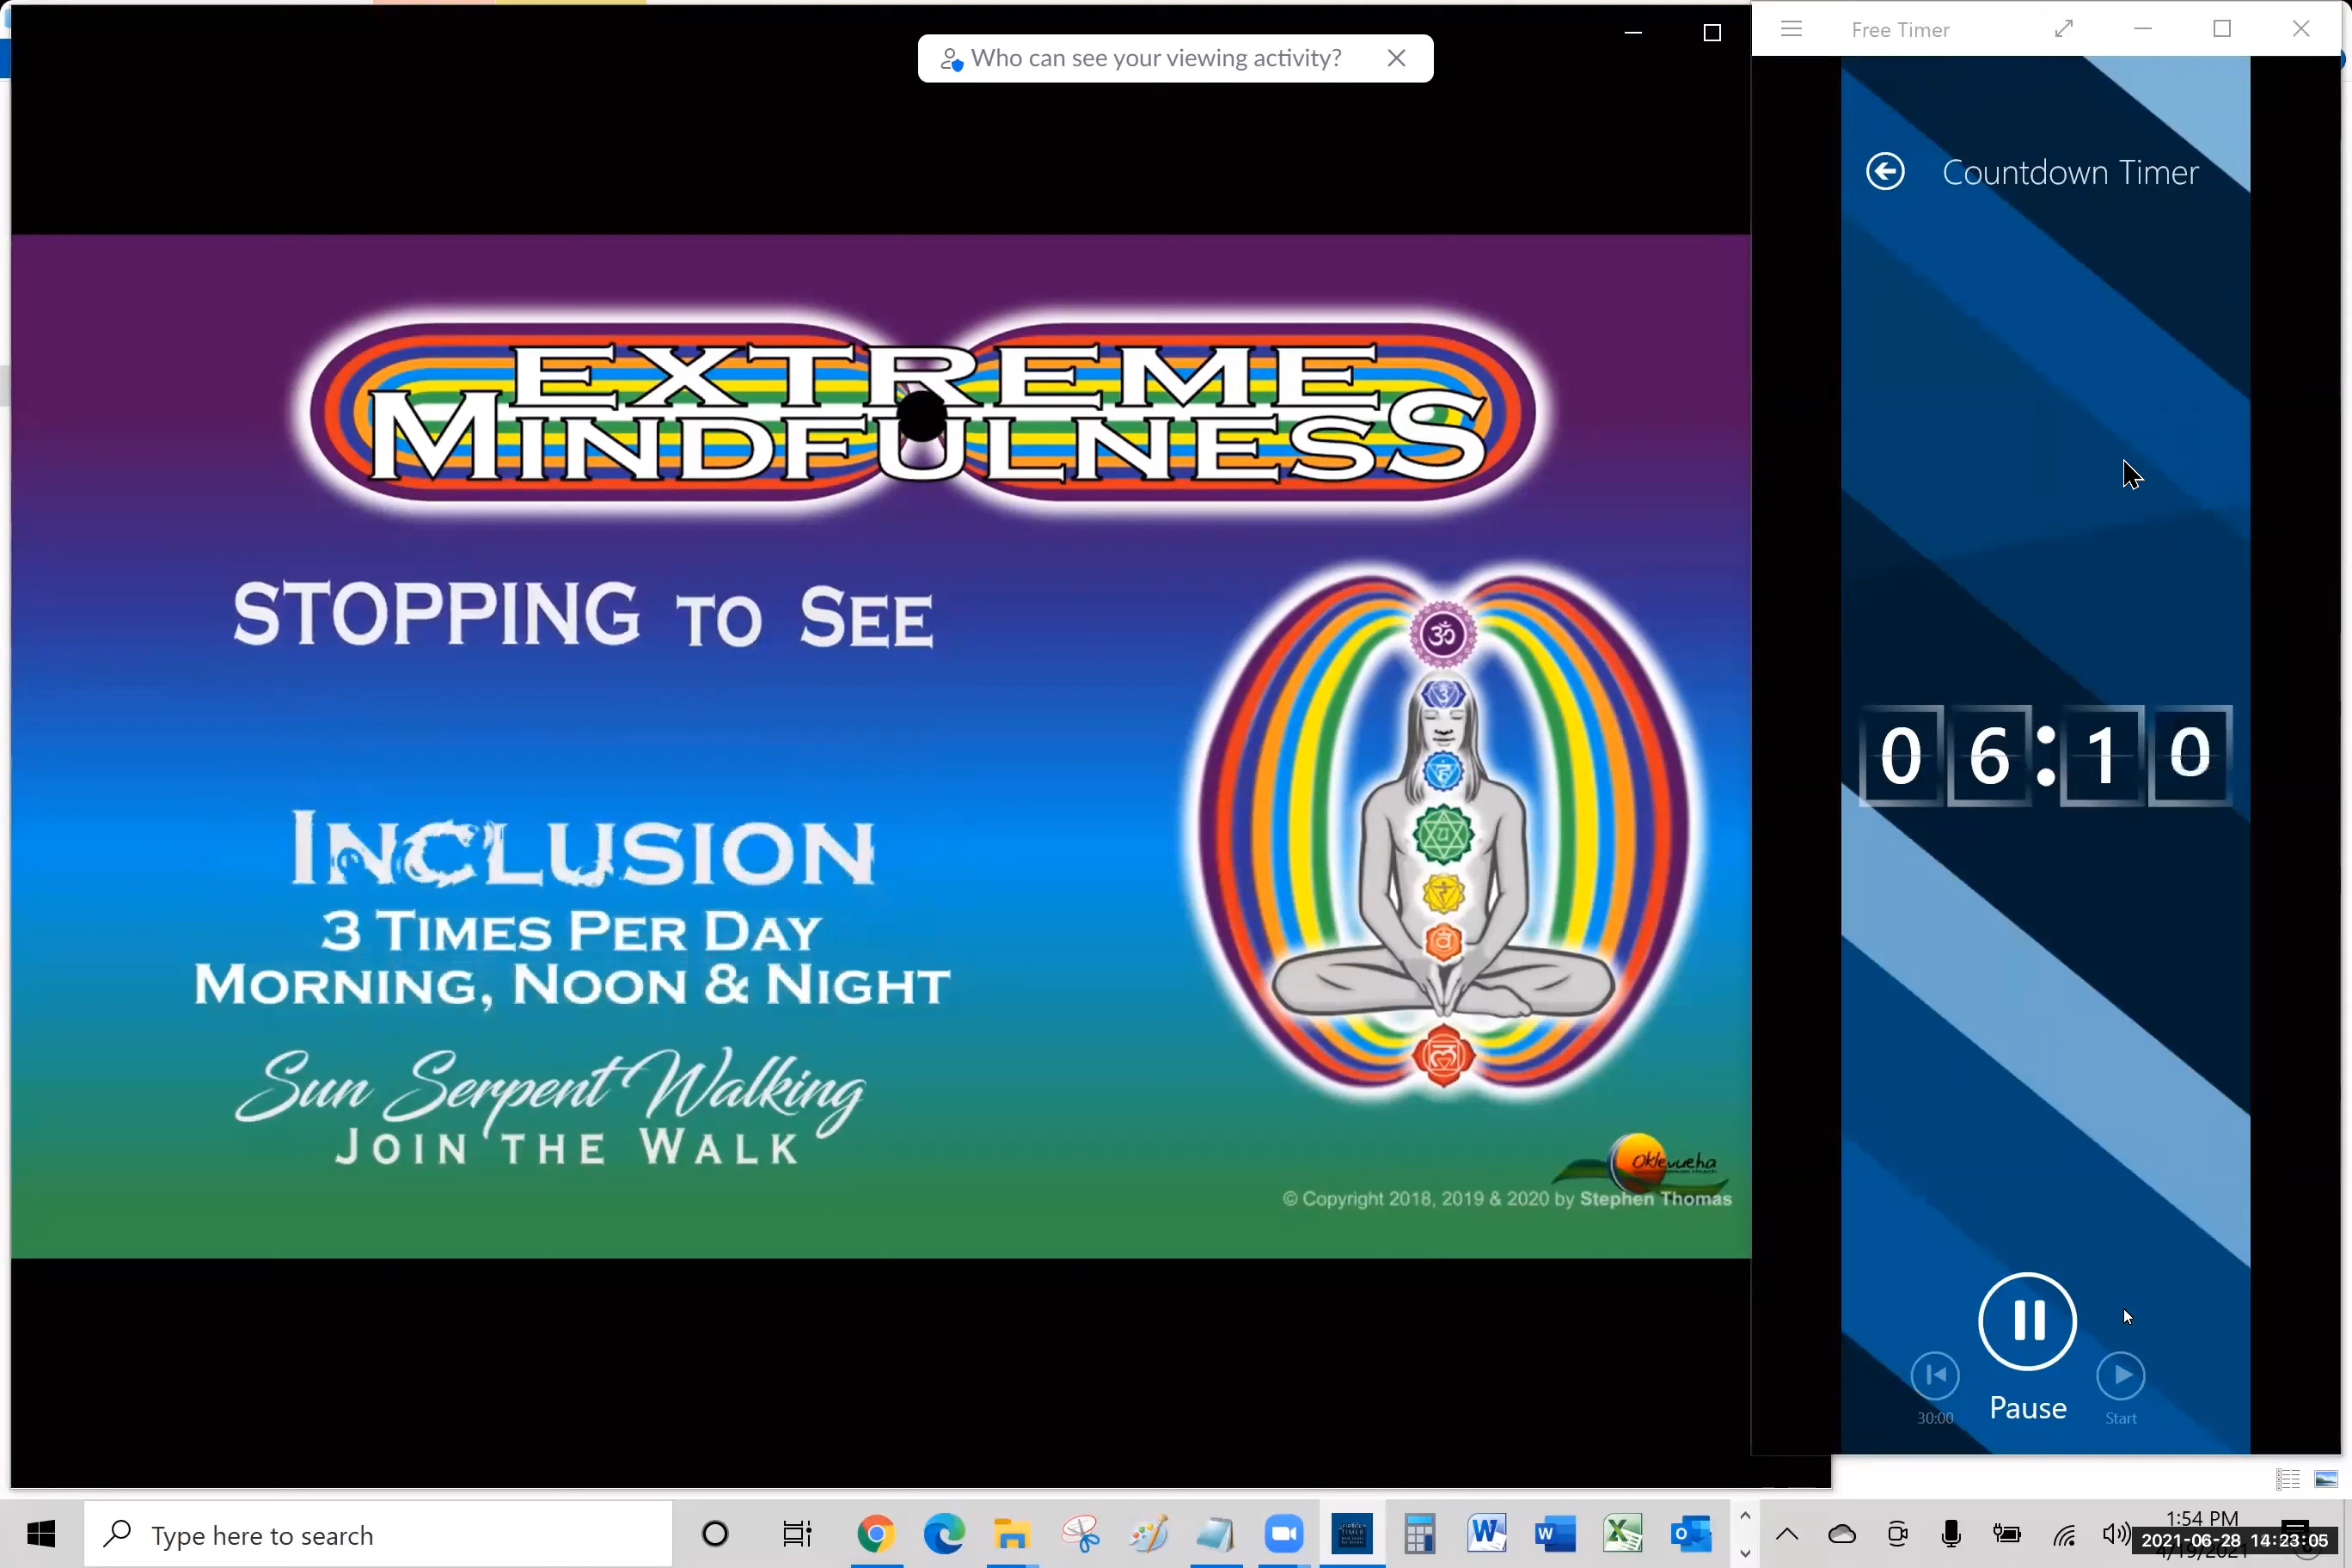 Who can see your viewing activity?
Free Timer
Countdown Timer
EXTREME
MINDFULNESS
STOPPING TO SEE
INCLUSION
3 TIMES PER DAY
MORNING, NOON & NIGHT
Sun Serpent Walking
JOIN THE WALK
Oklevueha
© Copyright 2018, 2019 & 2020 by Stephen Thomas
06:10
30:00
Pause
Start
Type here to search
1:54 PM
2021-06-28 14:23:05